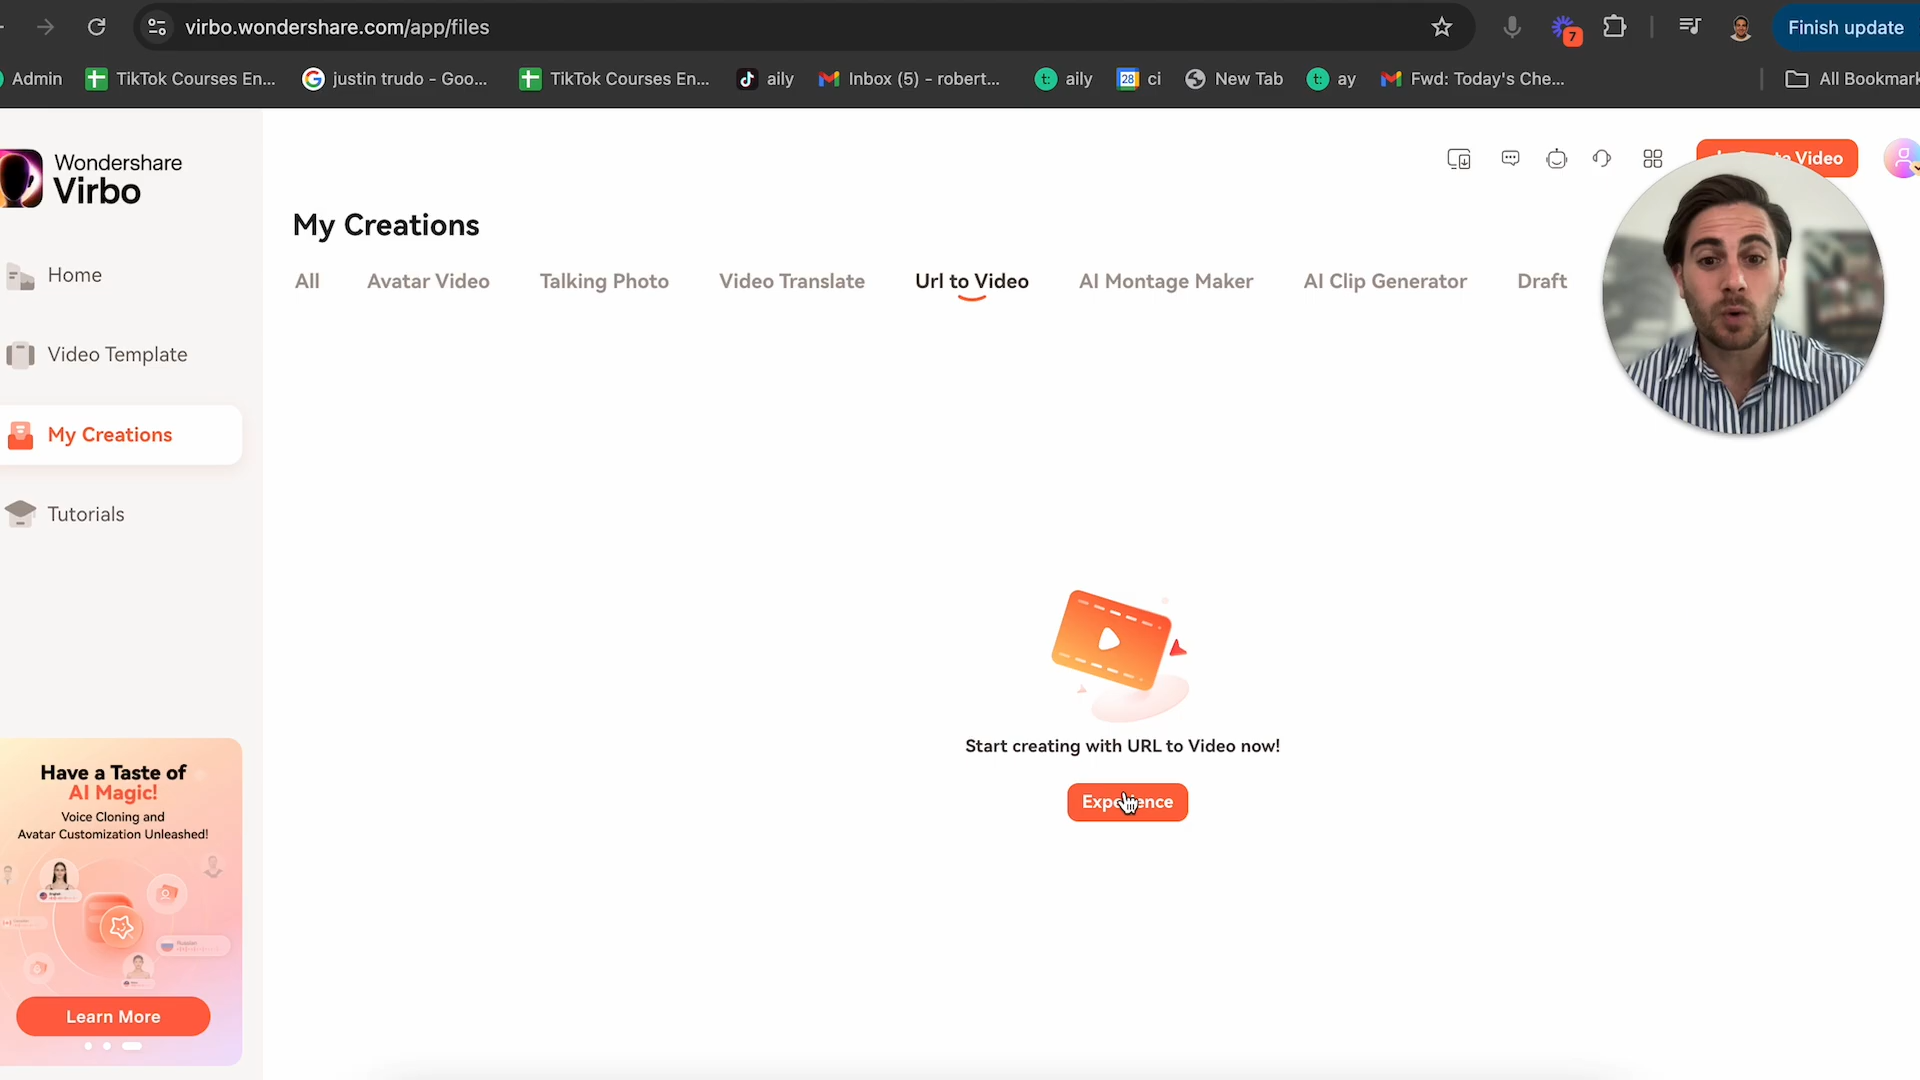 virbo.wondershare.com/app/files
7
Finish update
Admin
TikTok Courses En...
justin trudo - Goo...
TikTok Courses En...
aily
Inbox (5) - robert...
aily
28
ci
New Tab
ay
Fwd: Today's Che...
All Bookmark
Wondershare
Virbo
Video
My Creations
All
Avatar Video
Talking Photo
Video Translate
Url to Video
AI Montage Maker
AI Clip Generator
Draft
Home
Video Template
My Creations
Tutorials
Start creating with URL to Video now!
Experience
Have a Taste of
AI Magic!
Voice Cloning and
Avatar Customization Unleashed!
Learn More